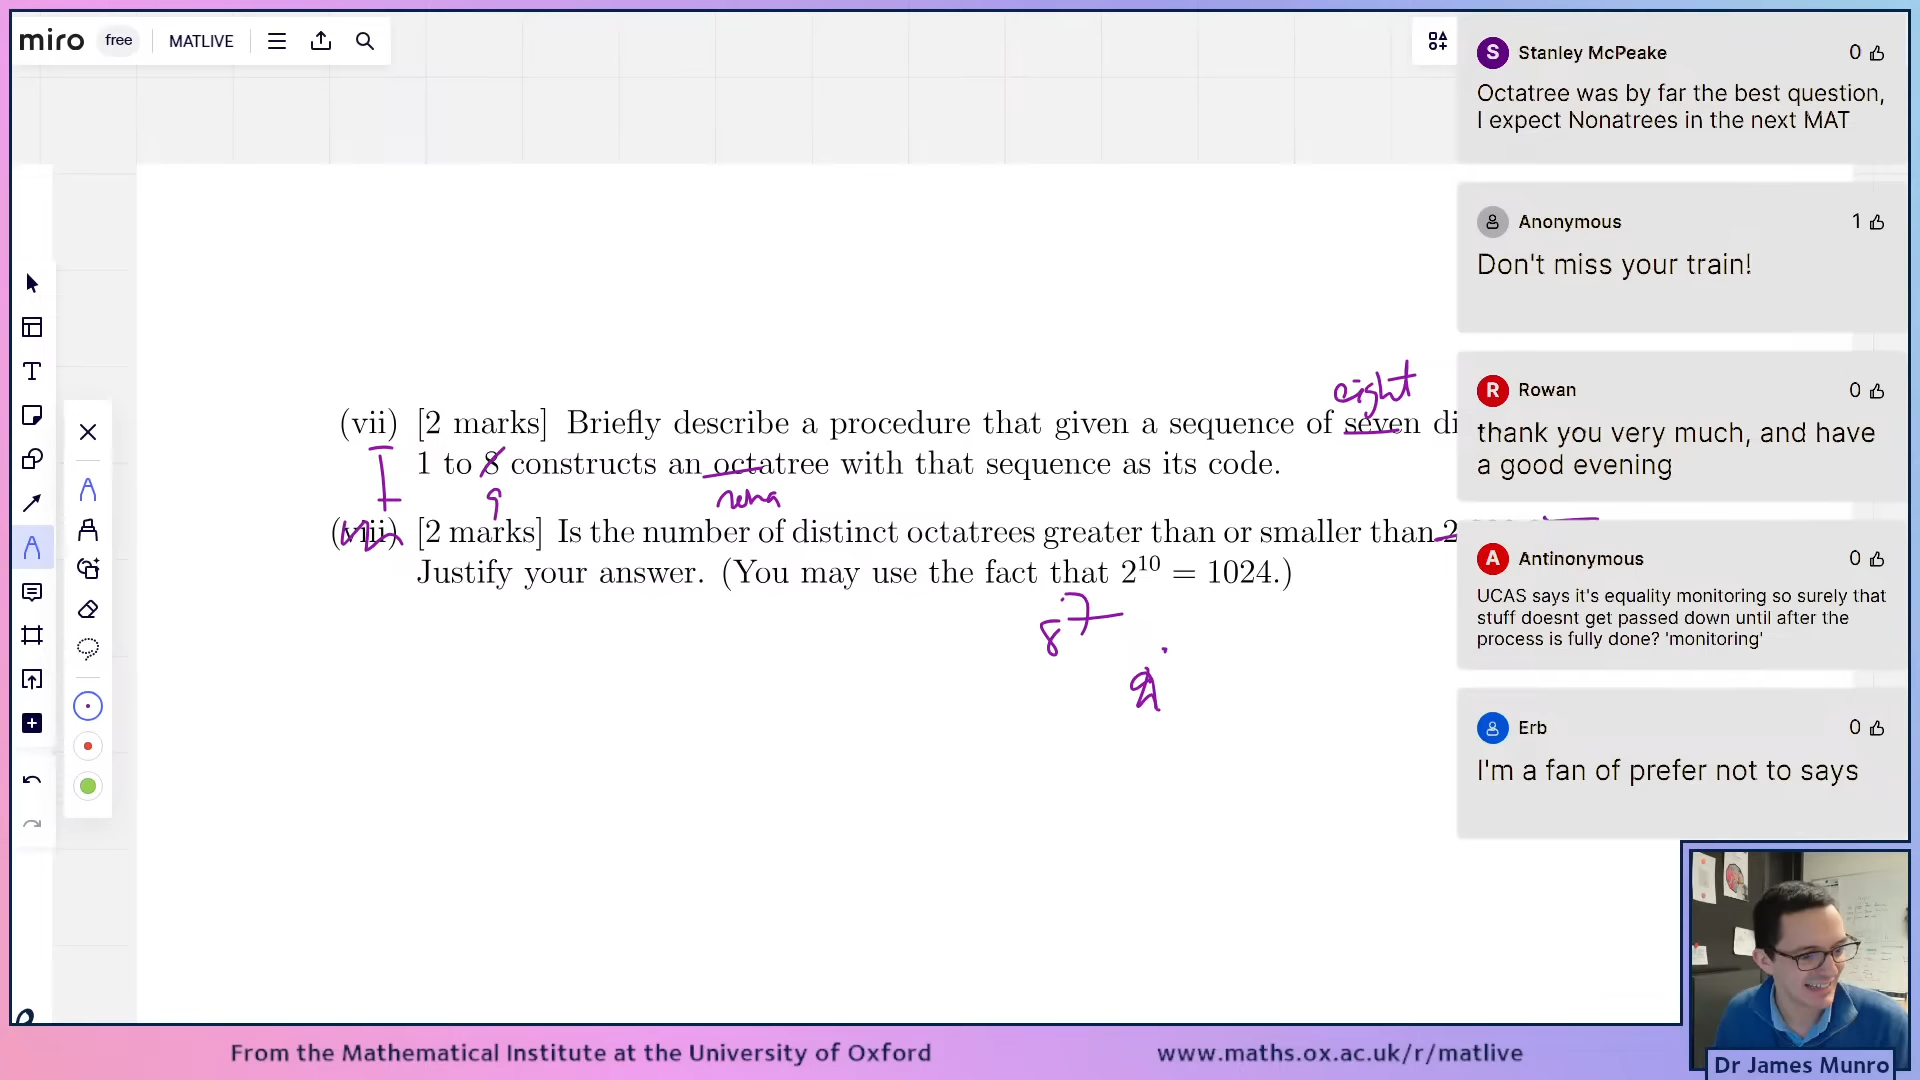 miro free MATLIVE
eight
(vii) [2 marks] Briefly describe a procedure that given a sequence of seven di
1 to 8 constructs an octatree with that sequence as its code.
9 nona
(viii) [2 marks] Is the number of distinct octatrees greater than or smaller than 2
Justify your answer. (You may use the fact that 2¹⁰ = 1024.)
8⁷
S Stanley McPeake 0
Octatree was by far the best question,
I expect Nonatrees in the next MAT
Anonymous 1
Don't miss your train!
R Rowan 0
thank you very much, and have
a good evening
A Antinonymous 0
UCAS says it's equality monitoring so surely that
stuff doesnt get passed down until after the
process is fully done? 'monitoring'
Erb 0
I'm a fan of prefer not to says
From the Mathematical Institute at the University of Oxford
www.maths.ox.ac.uk/r/matlive
Dr James Munro